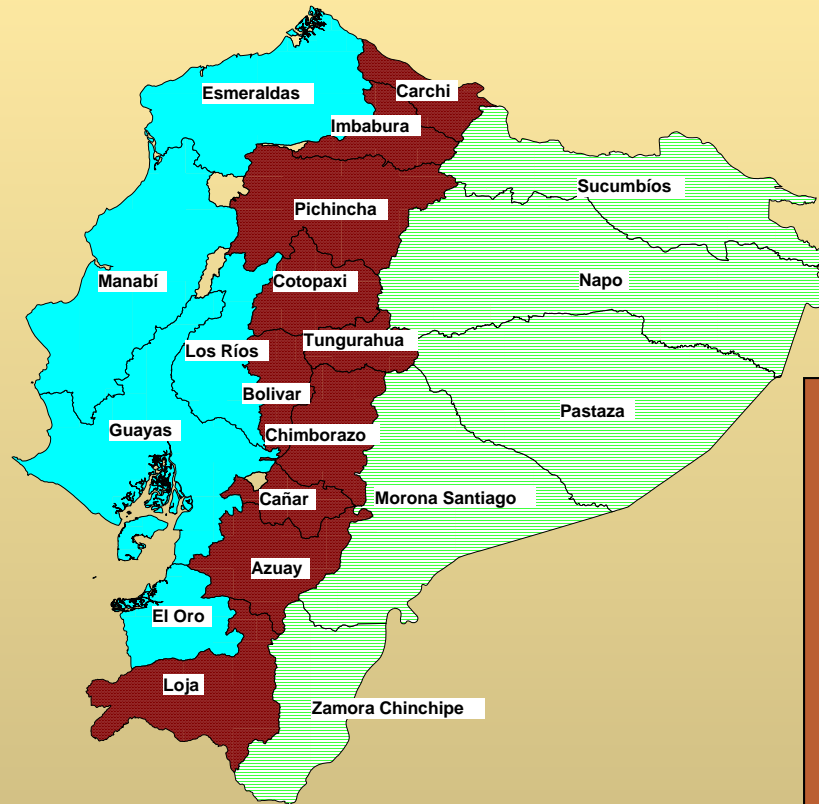 Esmeraldas
Carchi
Imbabura
Sucumbíos
Pichincha
Manabí
Cotopaxi
Napo
Los Ríos
Tungurahua
Bolivar
Pastaza
Guayas
Chimborazo
Cañar
Morona Santiago
Azuay
El Oro
Loja
Zamora Chinchipe